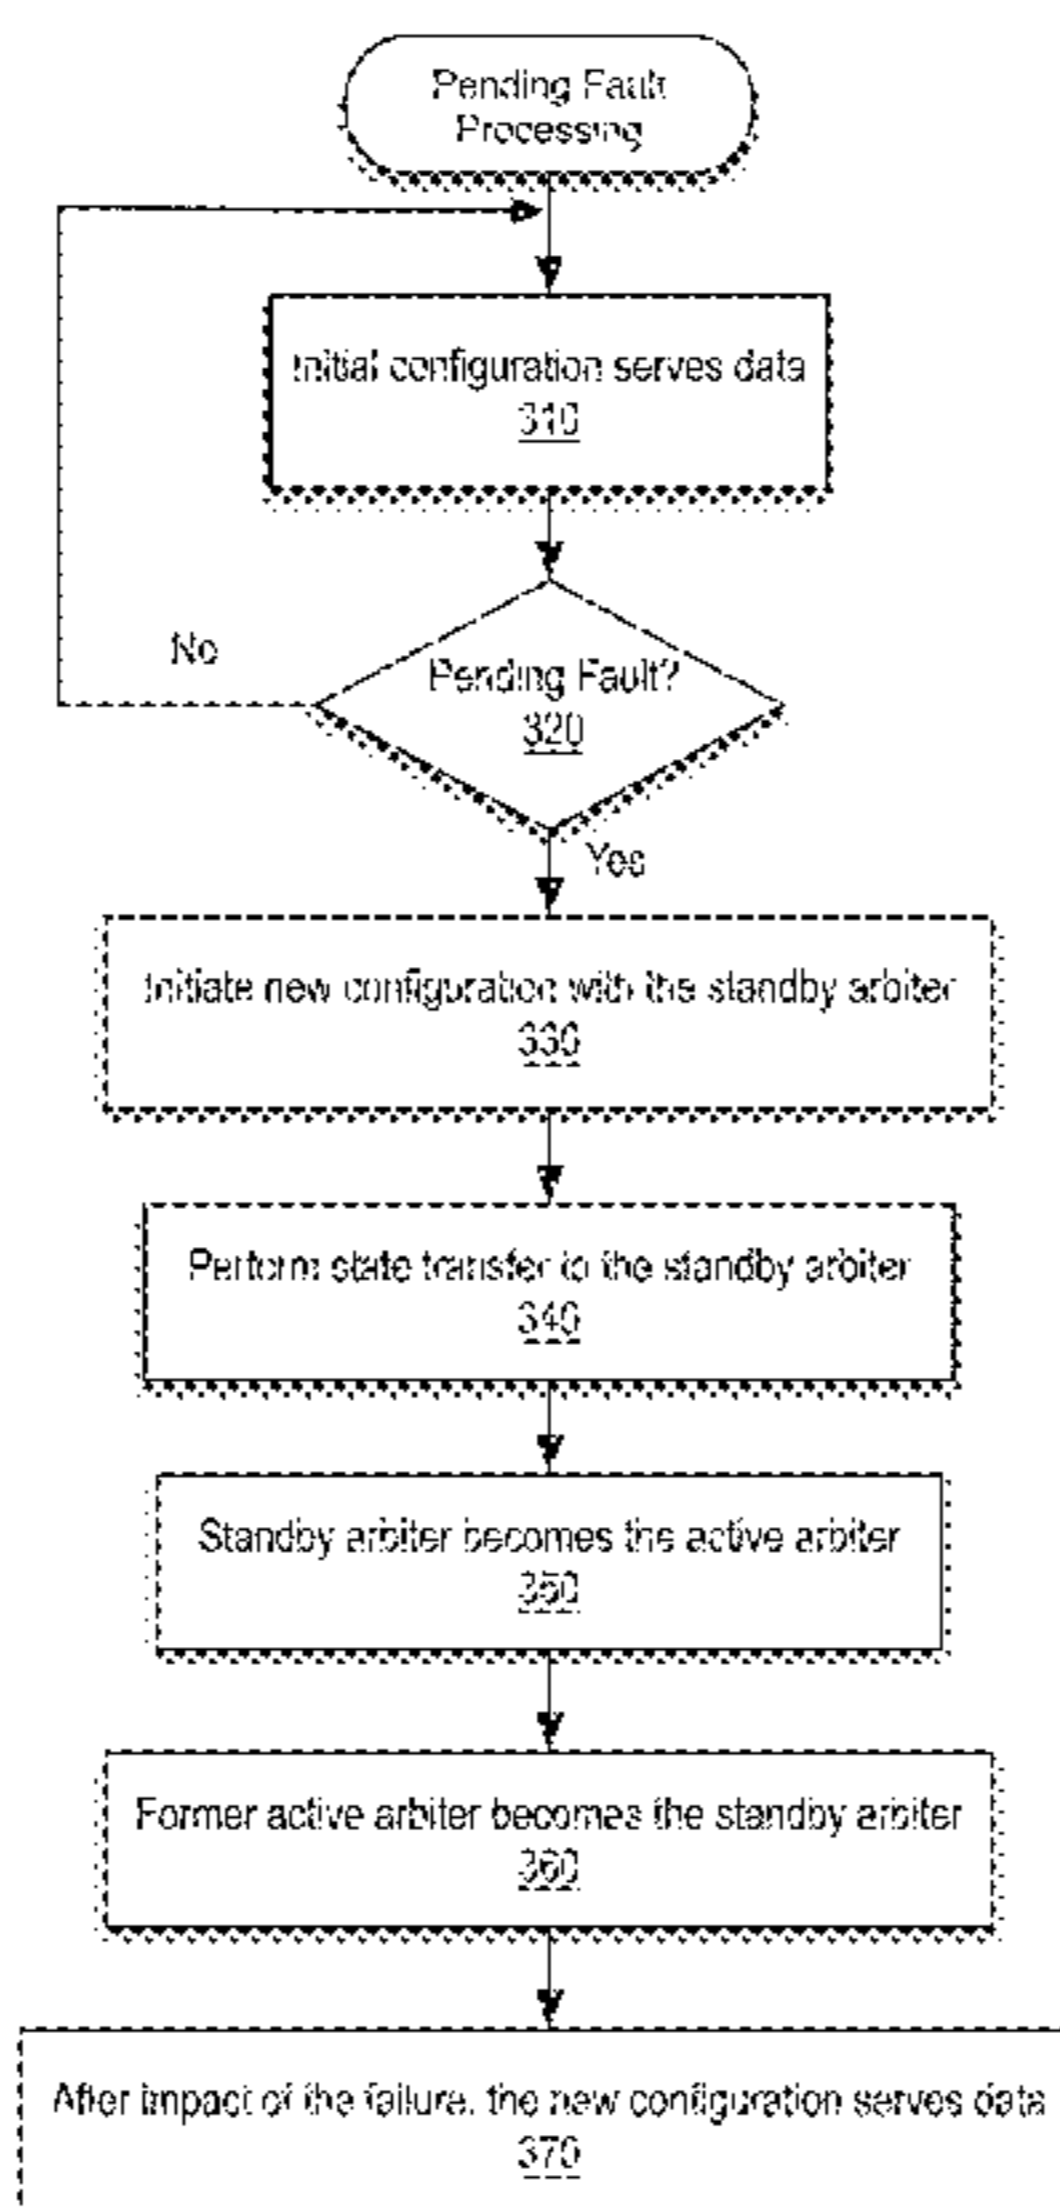 Pending Fault
Processing
Initial configuration serves data
310
No
Pending Fault?
320
Yes
Initiate new configuration with the standby arbiter
330
Perform state transfer to the standby arbiter
340
Standby arbiter becomes the active arbiter
350
Former active arbiter becomes the standby arbiter
360
After impact of the failure, the new configuration serves data
370